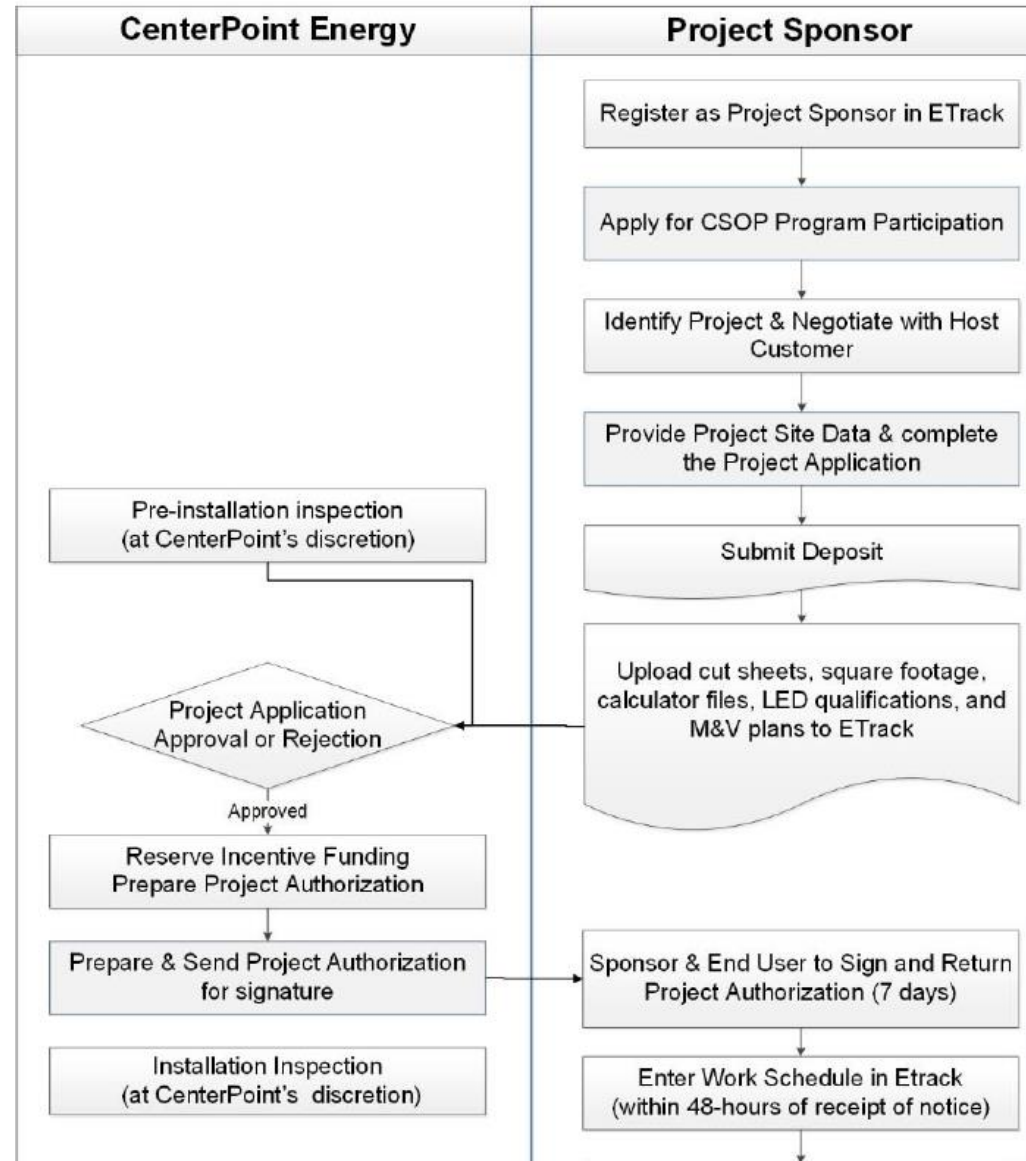 CenterPoint Energy
Project Sponsor
Register as Project Sponsor in ETrack
Apply for CSOP Program Participation
Identify Project & Negotiate with Host
Customer
Provide Project Site Data & complete
the Project Application
Pre-installation inspection
(at CenterPoint's discretion)
Submit Deposit
Upload cut sheets, square footage,
calculator files, LED qualifications, and
M&V plans to ETrack
Project Application
Approval or Rejection
Approved
Reserve Incentive Funding
Prepare Project Authorization
Prepare & Send Project Authorization
for signature
Sponsor & End User to Sign and Return
Project Authorization (7 days)
Installation Inspection
(at CenterPoint's discretion)
Enter Work Schedule in Etrack
(within 48-hours of receipt of notice)